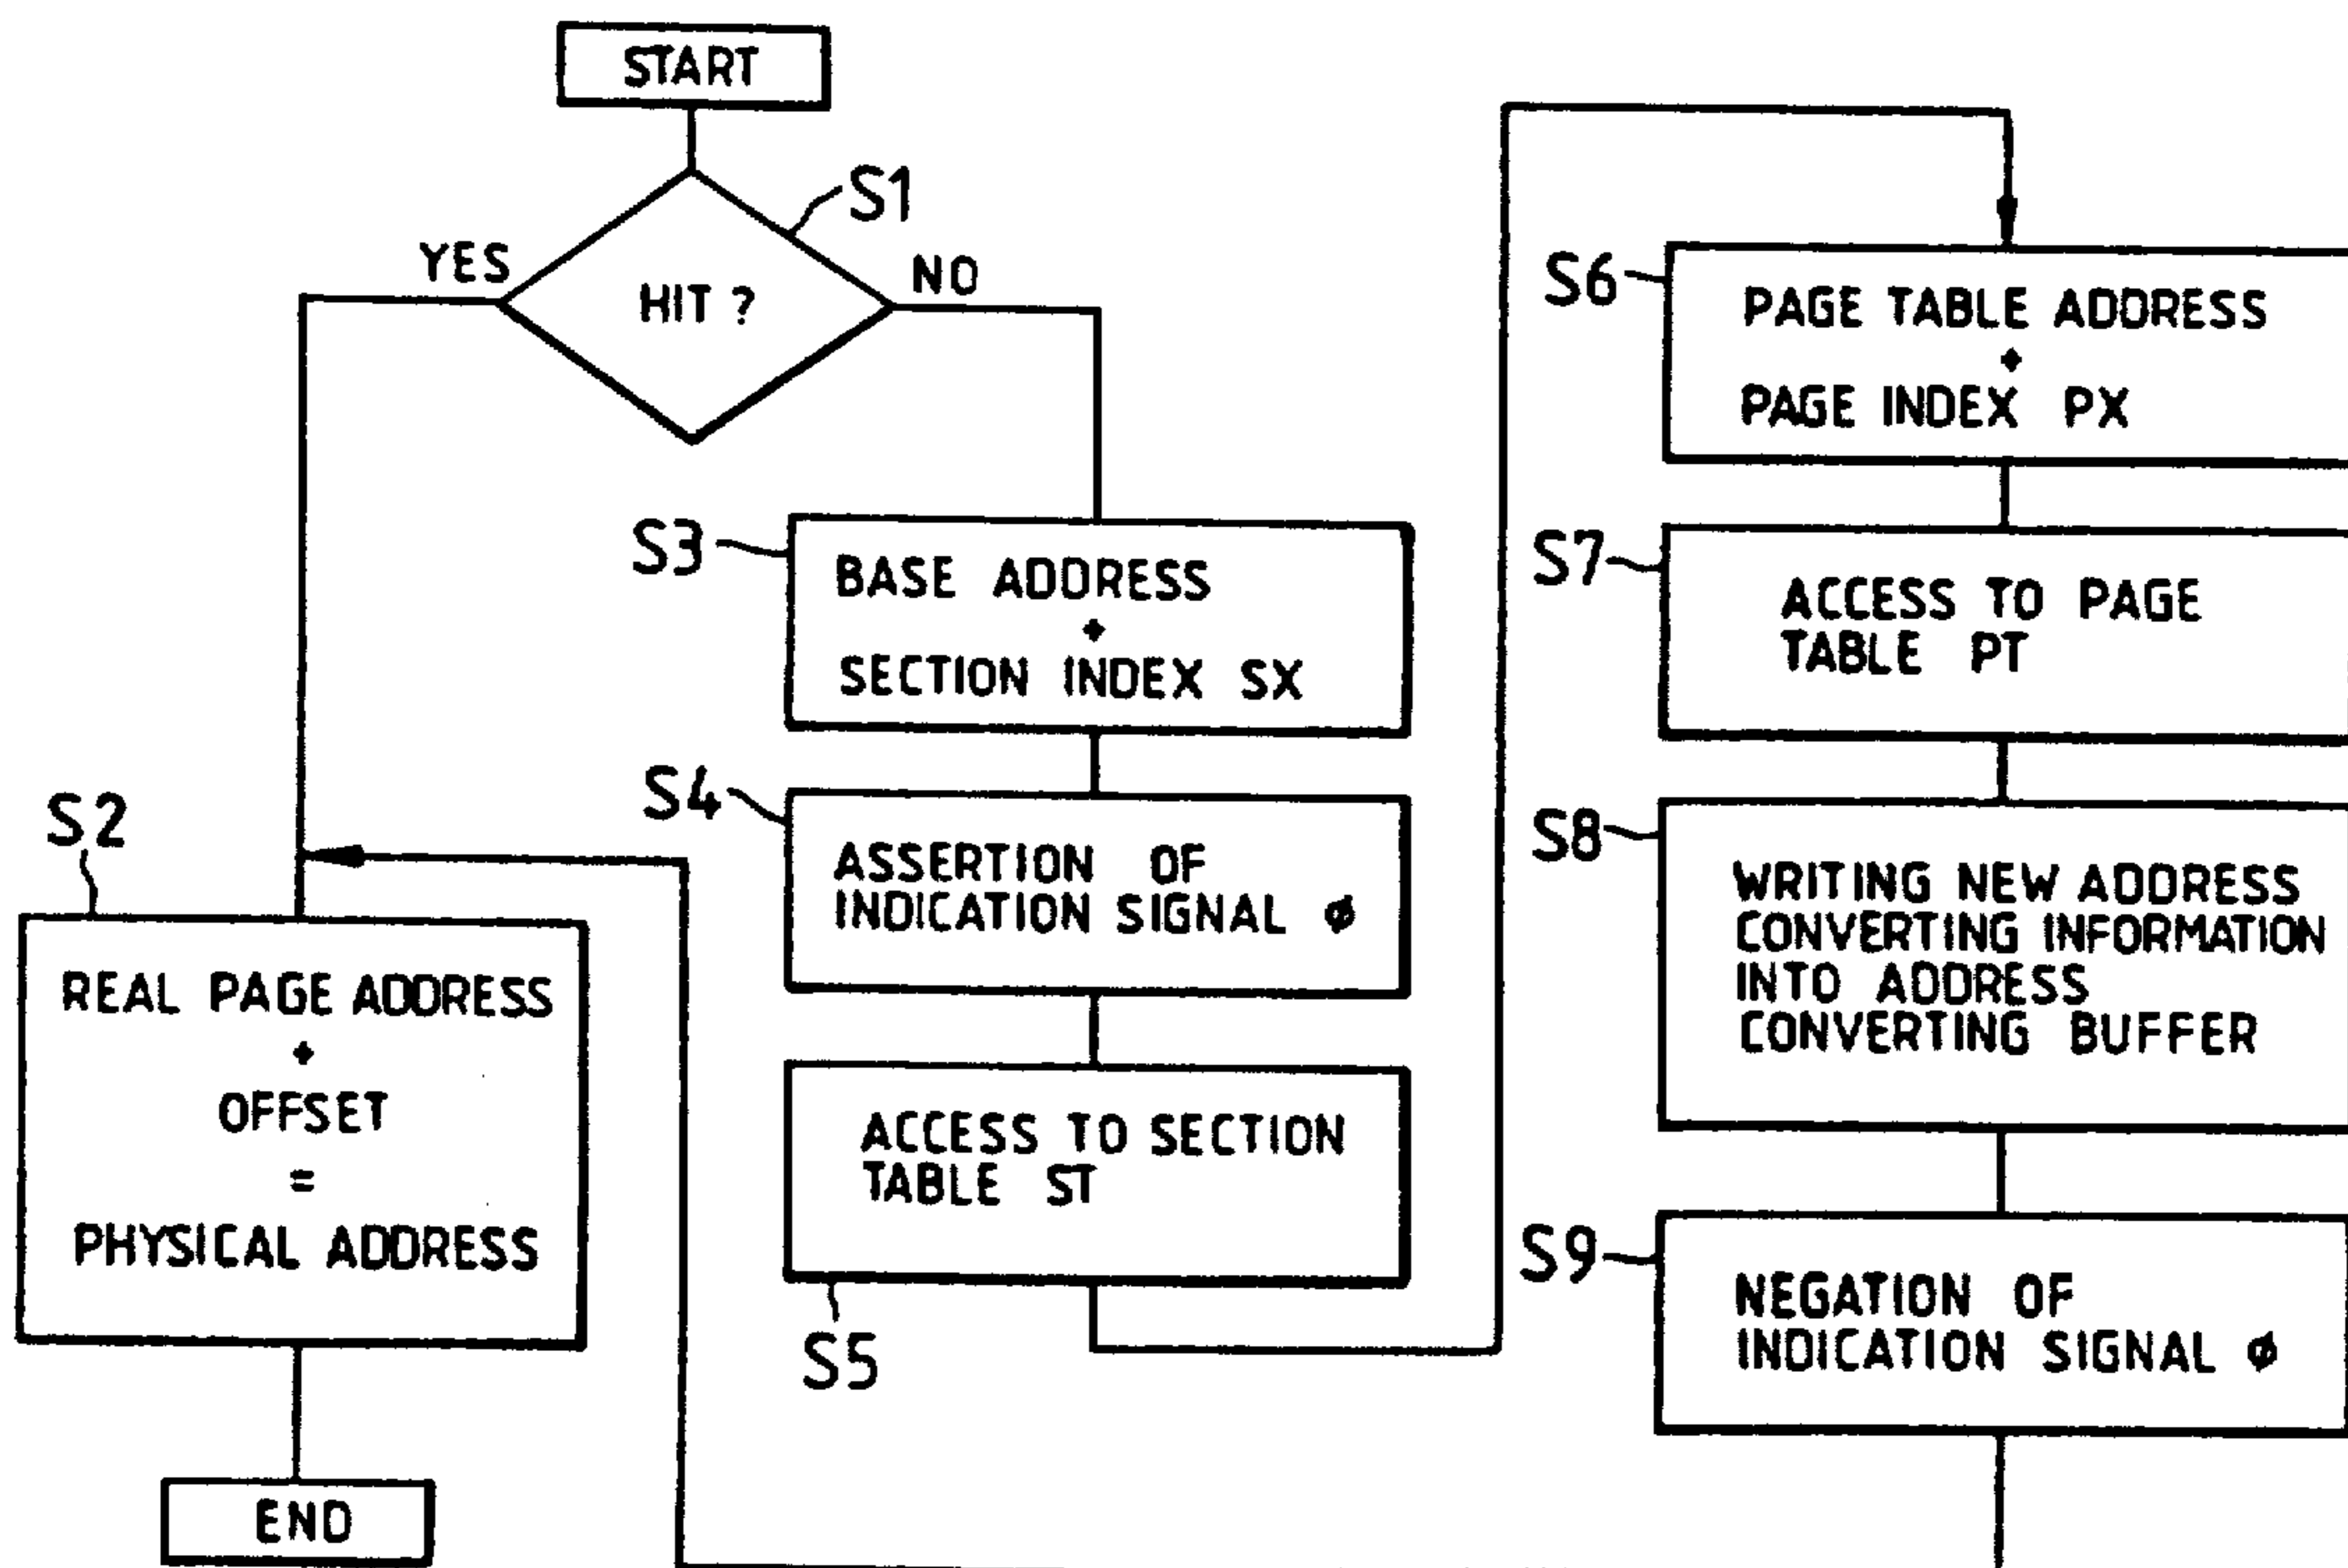 START
S1
YES
NO
HIT ?
S3
BASE ADDRESS
+
SECTION INDEX SX
S4
ASSERTION OF
INDICATION SIGNAL φ
ACCESS TO SECTION
TABLE ST
S5
S6
PAGE TABLE ADDRESS
+
PAGE INDEX PX
S7
ACCESS TO PAGE
TABLE PT
S8
WRITING NEW ADDRESS
CONVERTING INFORMATION
INTO ADDRESS
CONVERTING BUFFER
S9
NEGATION OF
INDICATION SIGNAL φ
S2
REAL PAGE ADDRESS
+
OFFSET
=
PHYSICAL ADDRESS
END